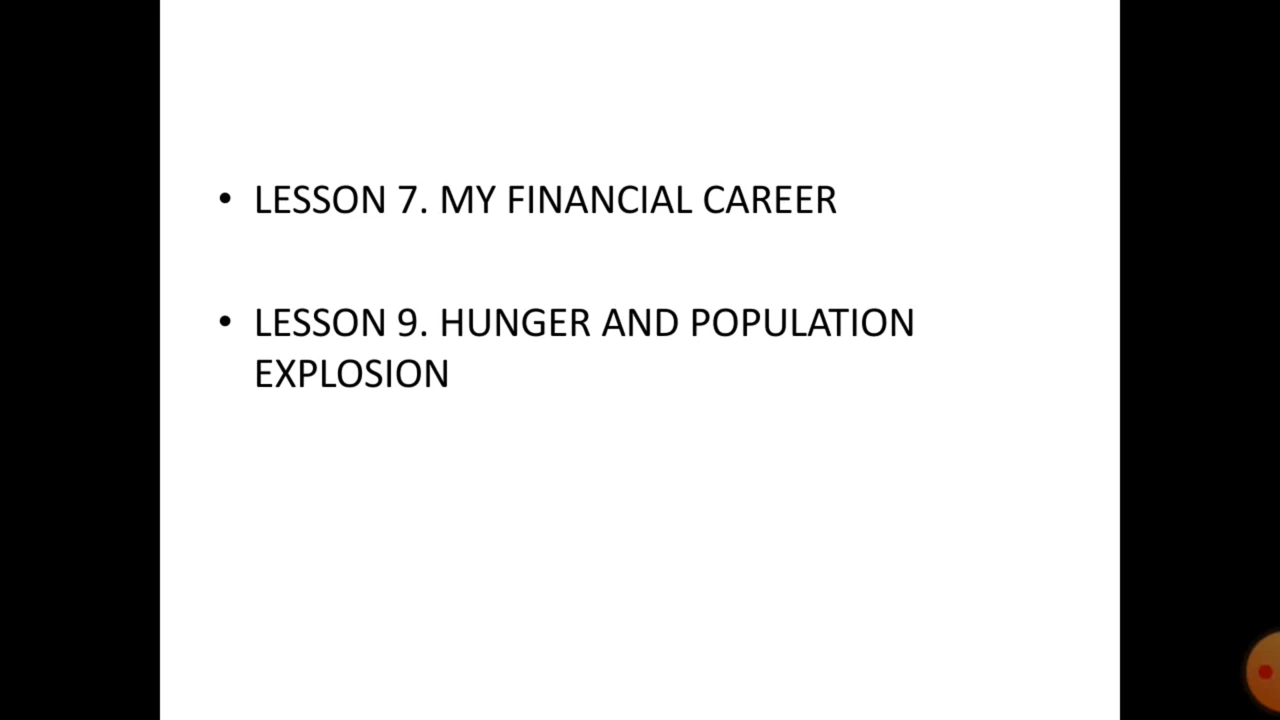 • LESSON 7. MY FINANCIAL CAREER
• LESSON 9. HUNGER AND POPULATION
EXPLOSION